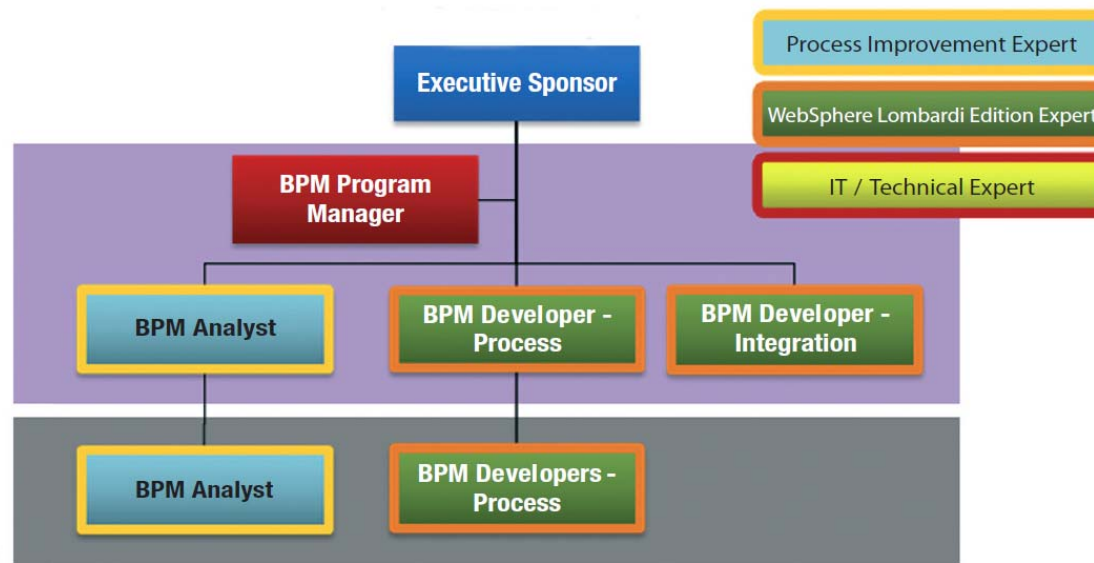 Executive Sponsor
Process Improvement Expert
WebSphere Lombardi Edition Expert
IT / Technical Expert
BPM Program
Manager
BPM Analyst
BPM Developer -
Process
BPM Developer -
Integration
BPM Analyst
BPM Developers -
Process